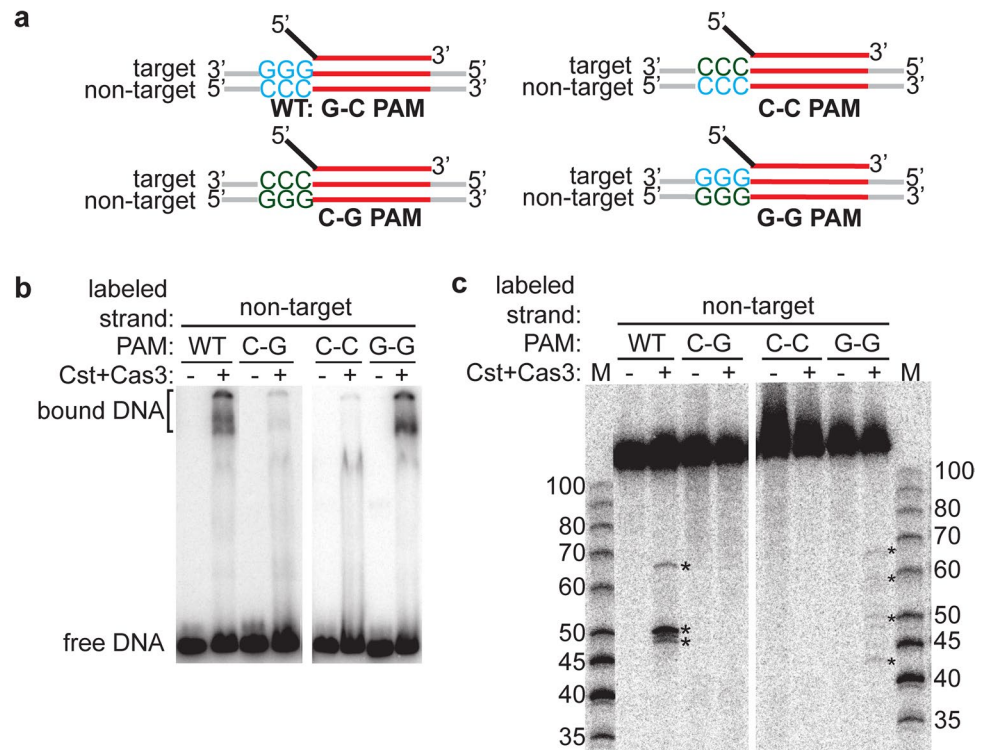 a
5’
3’
target 3’ GGG 5’
non-target 5’ CCC 3’
WT: G-C PAM
5’
3’
target 3’ CCC 5’
non-target 5’ CCC 3’
C-C PAM
5’
3’
target 3’ CCC 5’
non-target 5’ GGG 3’
C-G PAM
5’
3’
target 3’ GGG 5’
non-target 5’ GGG 3’
G-G PAM
b
labeled
strand: non-target
PAM: WT C-G C-C G-G
Cst+Cas3: - + - + - + - +
bound DNA
free DNA
c
labeled
strand: non-target
PAM: WT C-G C-C G-G
Cst+Cas3: M - + - + - + - + M
100
80
70
*
60
50
*
*
45
40
35
100
80
70
*
60
*
50
*
45
*
40
35